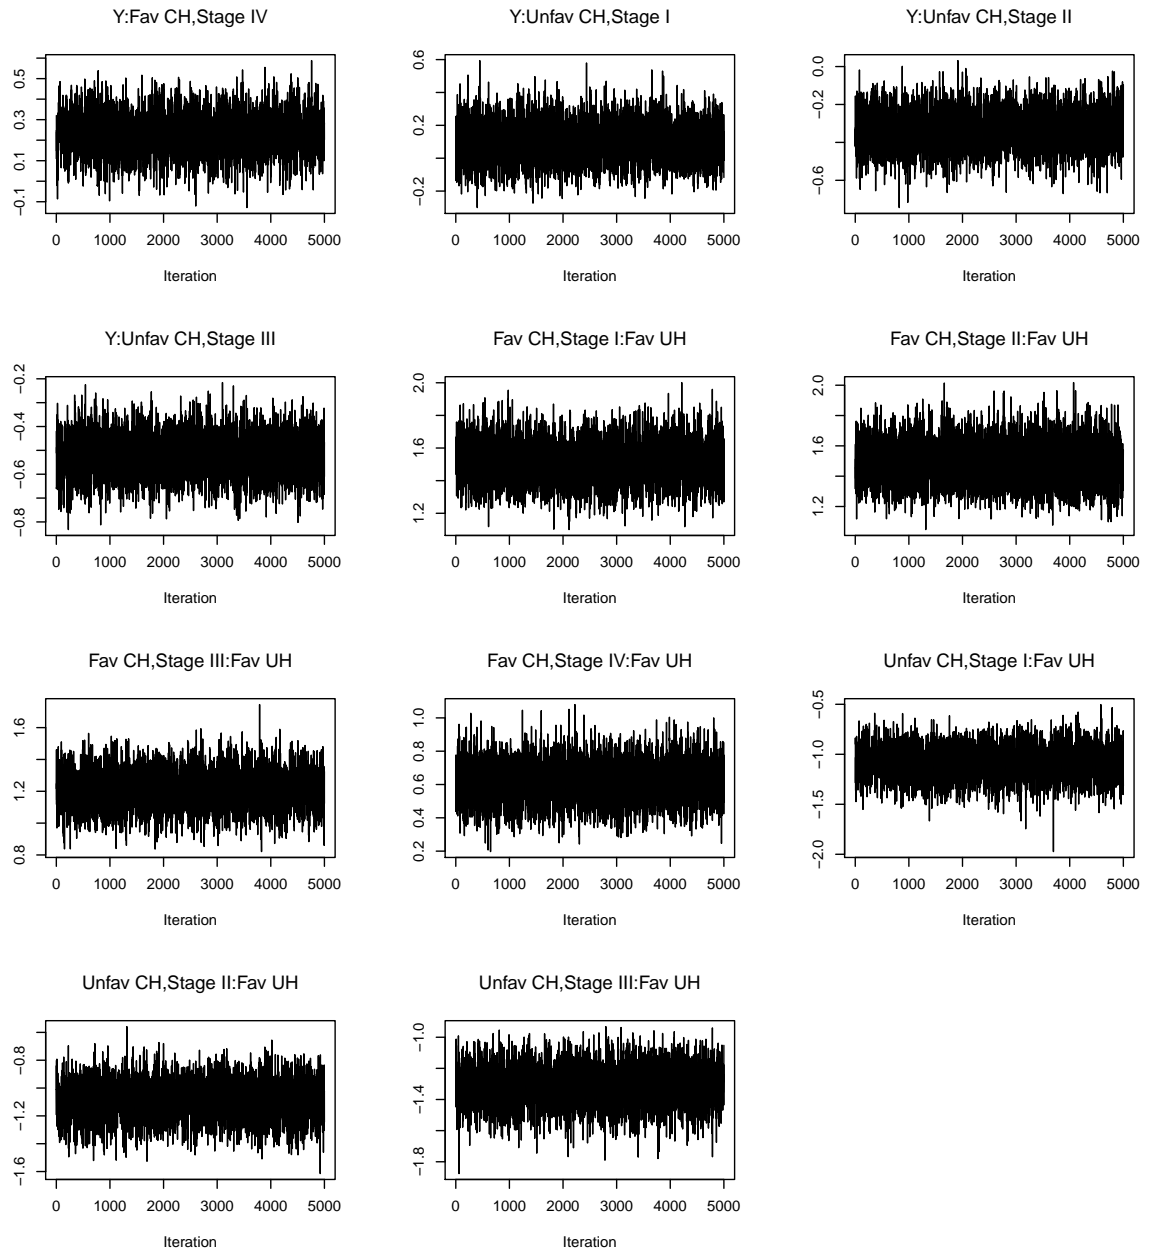 Y:Fav CH,Stage IV
−0.1 0.1 0.3 0.5
0 1000 2000 3000 4000 5000
Iteration
Y:Unfav CH,Stage I
−0.2 0.2 0.6
0 1000 2000 3000 4000 5000
Iteration
Y:Unfav CH,Stage II
−0.6 −0.2 0.0
0 1000 2000 3000 4000 5000
Iteration
Y:Unfav CH,Stage III
−0.8 −0.6 −0.4 −0.2
0 1000 2000 3000 4000 5000
Iteration
Fav CH,Stage I:Fav UH
1.2 1.6 2.0
0 1000 2000 3000 4000 5000
Iteration
Fav CH,Stage II:Fav UH
1.2 1.6 2.0
0 1000 2000 3000 4000 5000
Iteration
Fav CH,Stage III:Fav UH
0.8 1.2 1.6
0 1000 2000 3000 4000 5000
Iteration
Fav CH,Stage IV:Fav UH
0.2 0.4 0.6 0.8 1.0
0 1000 2000 3000 4000 5000
Iteration
Unfav CH,Stage I:Fav UH
−2.0 −1.5 −1.0 −0.5
0 1000 2000 3000 4000 5000
Iteration
Unfav CH,Stage II:Fav UH
−1.6 −1.2 −0.8
0 1000 2000 3000 4000 5000
Iteration
Unfav CH,Stage III:Fav UH
−1.8 −1.4 −1.0
0 1000 2000 3000 4000 5000
Iteration